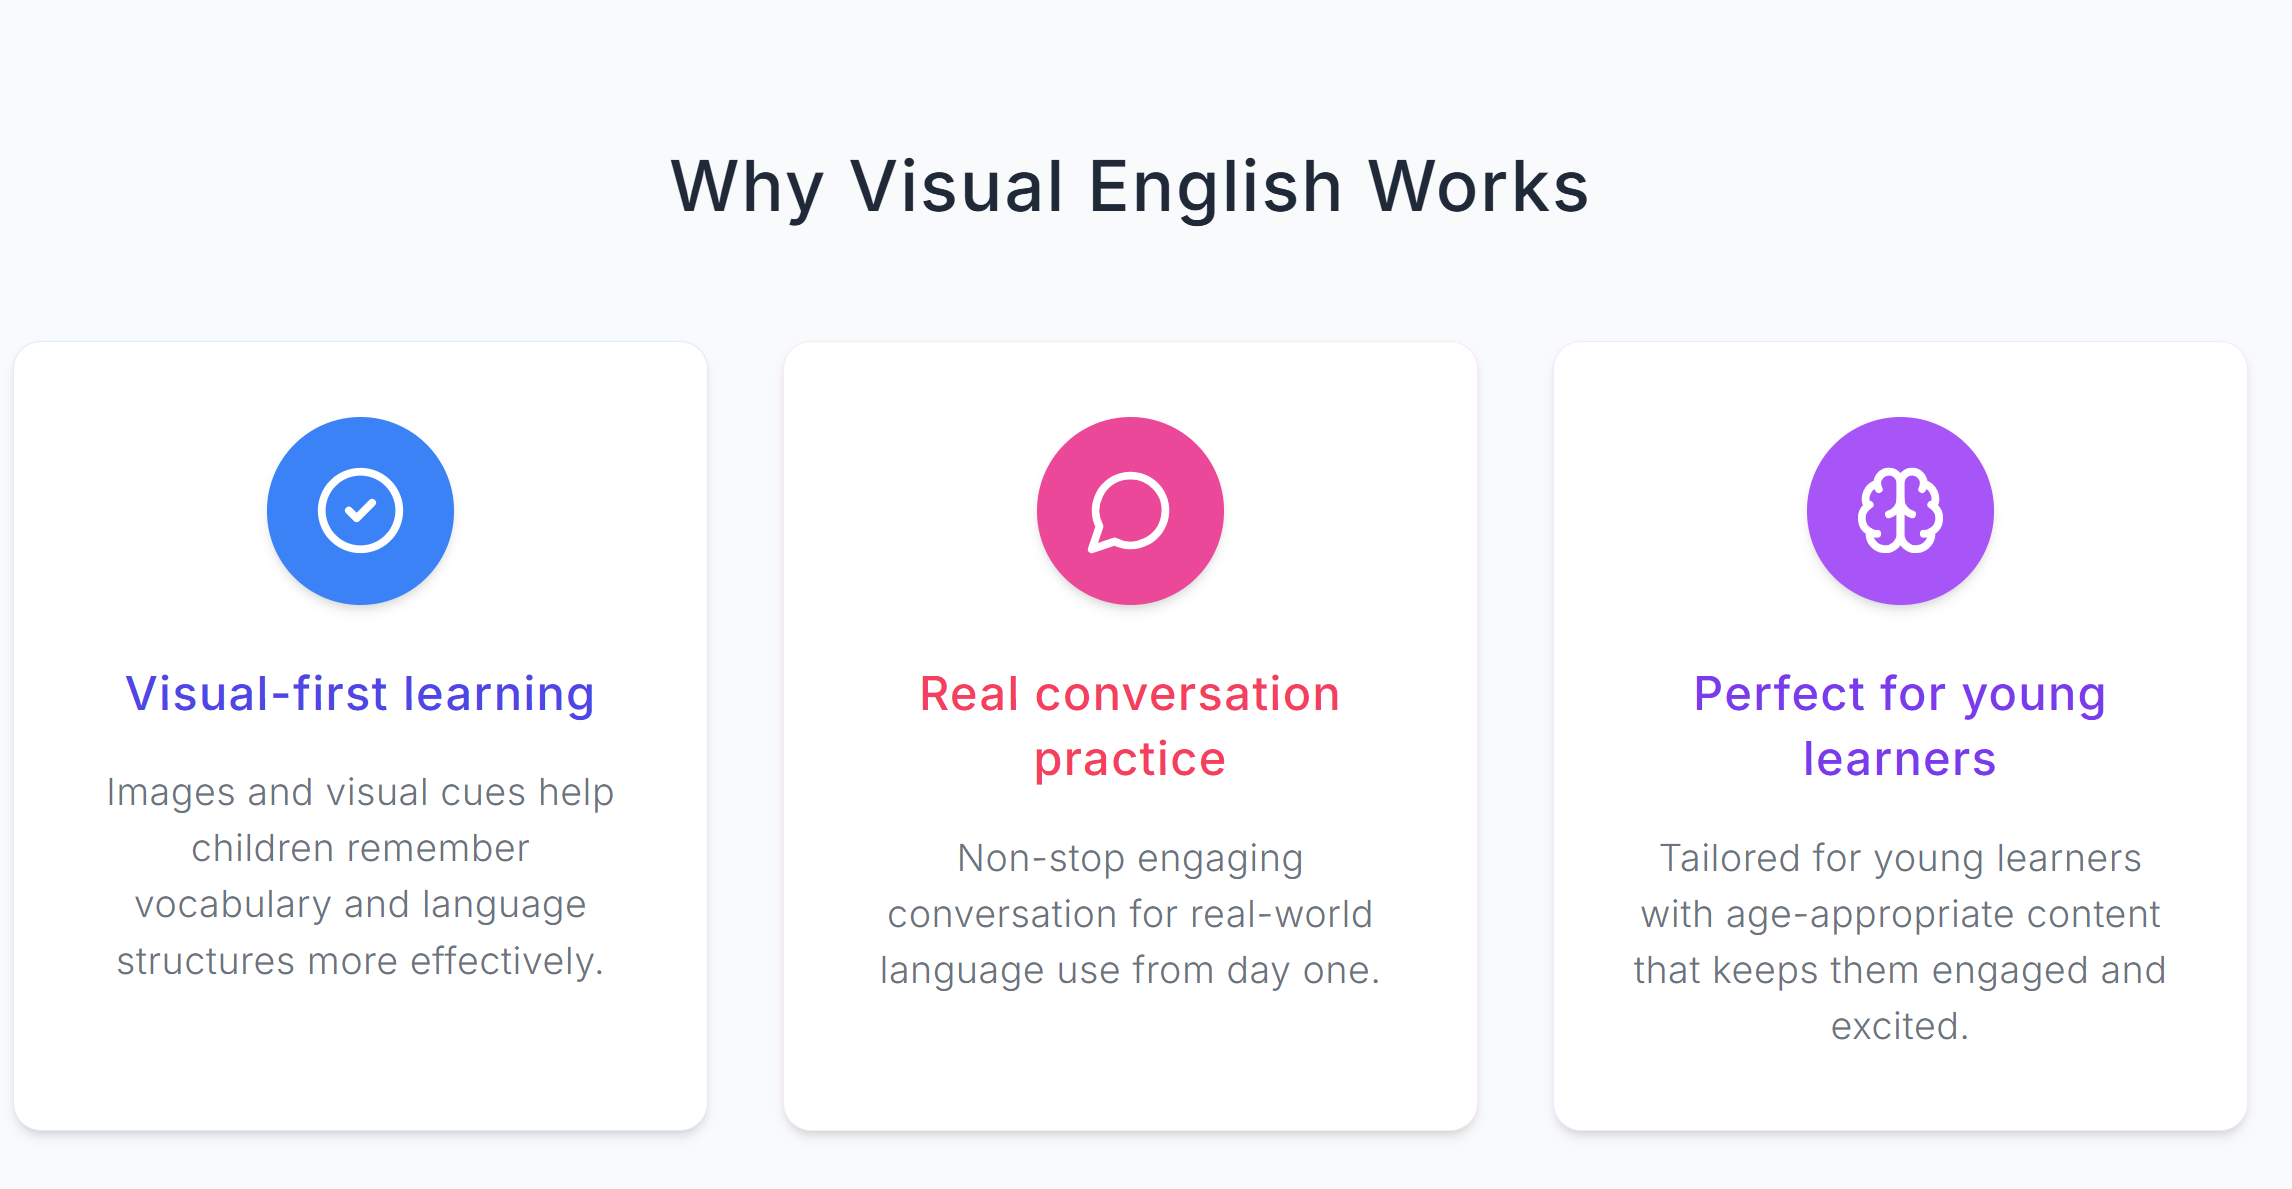 Why Visual English Works
Visual-first learning
Images and visual cues help
children remember
vocabulary and language
structures more effectively.
Real conversation
practice
Non-stop engaging
conversation for real-world
language use from day one.
Perfect for young
learners
Tailored for young learners
with age-appropriate content
that keeps them engaged and
excited.